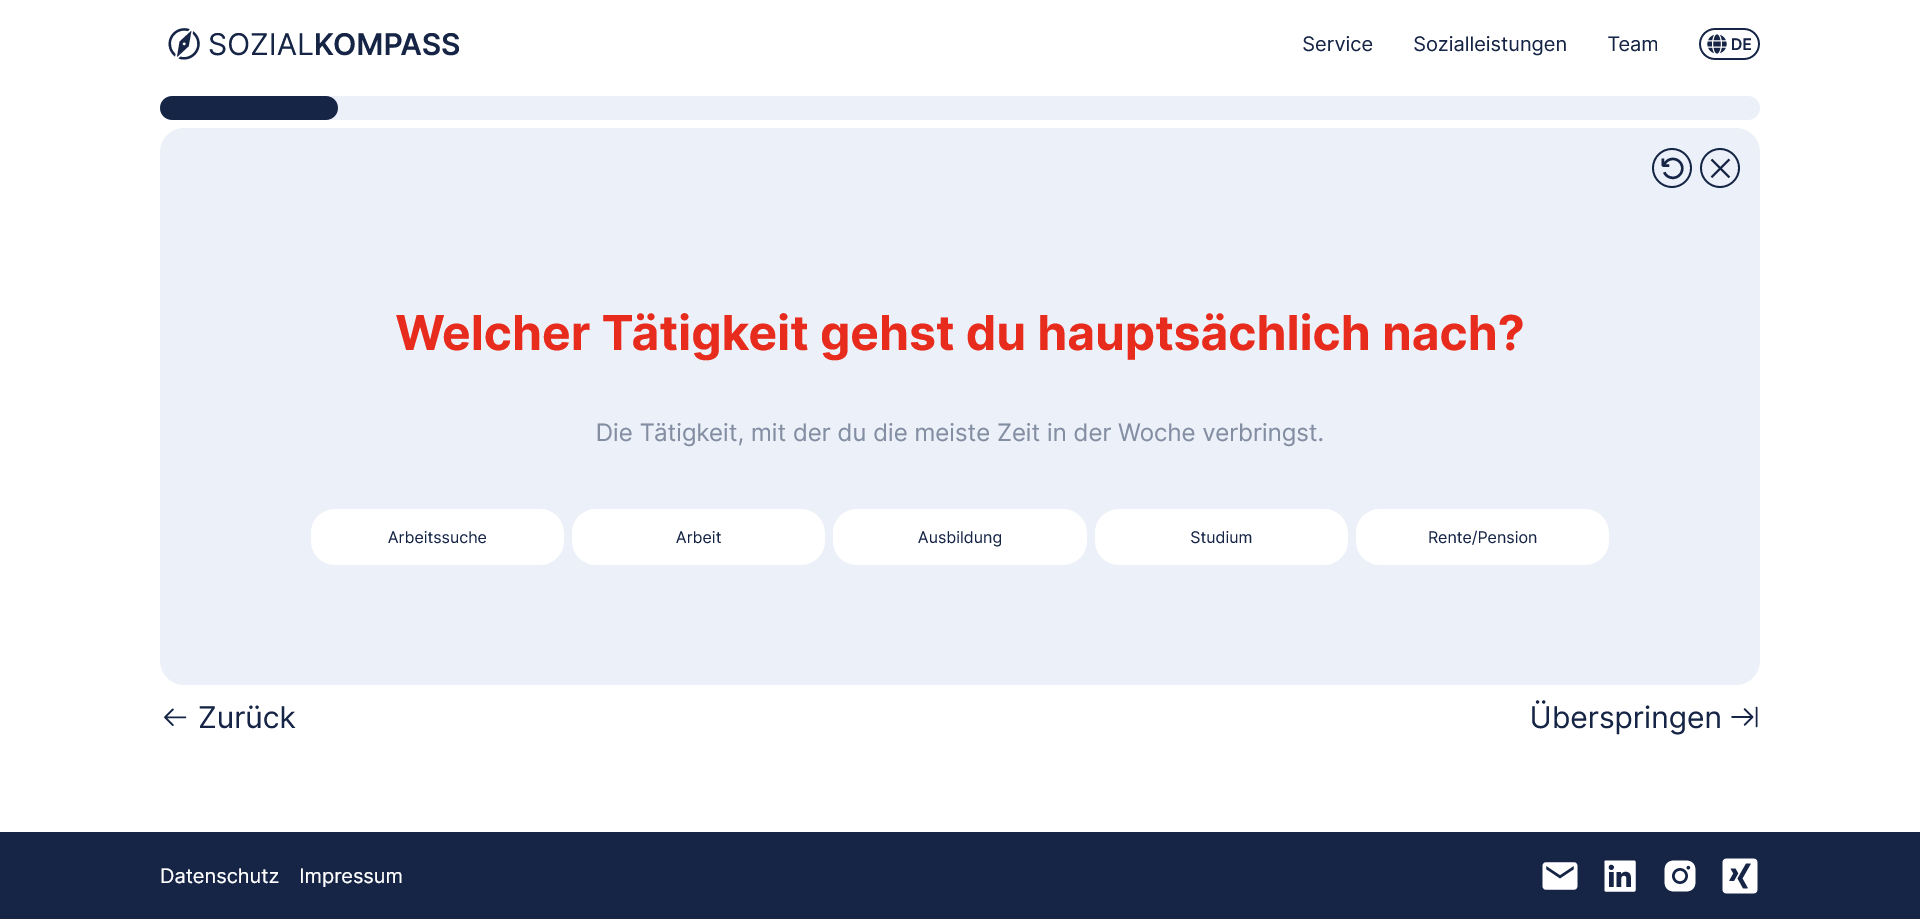 SOZIALKOMPASS
Service Sozialleistungen Team DE
Welcher Tätigkeit gehst du hauptsächlich nach?
Die Tätigkeit, mit der du die meiste Zeit in der Woche verbringst.
Arbeitssuche Arbeit Ausbildung Studium Rente/Pension
Zurück Überspringen
Datenschutz Impressum